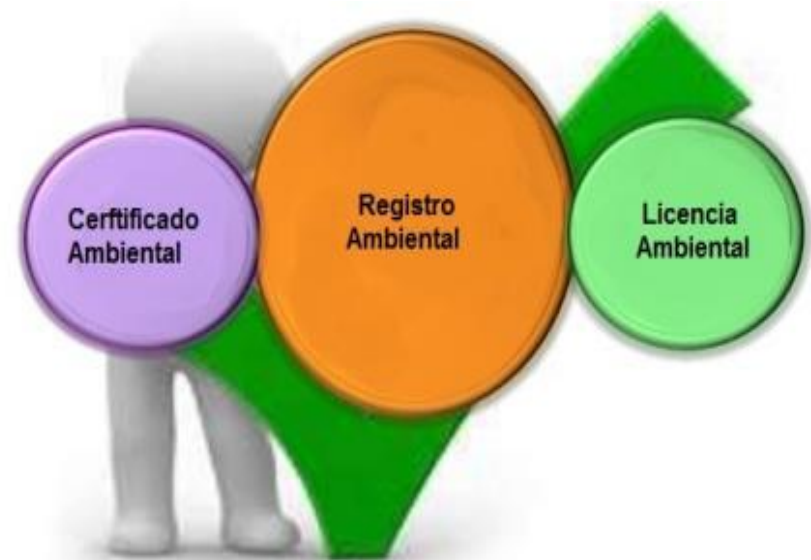 Cerftificado
Ambiental
Registro
Ambiental
Licencia
Ambiental